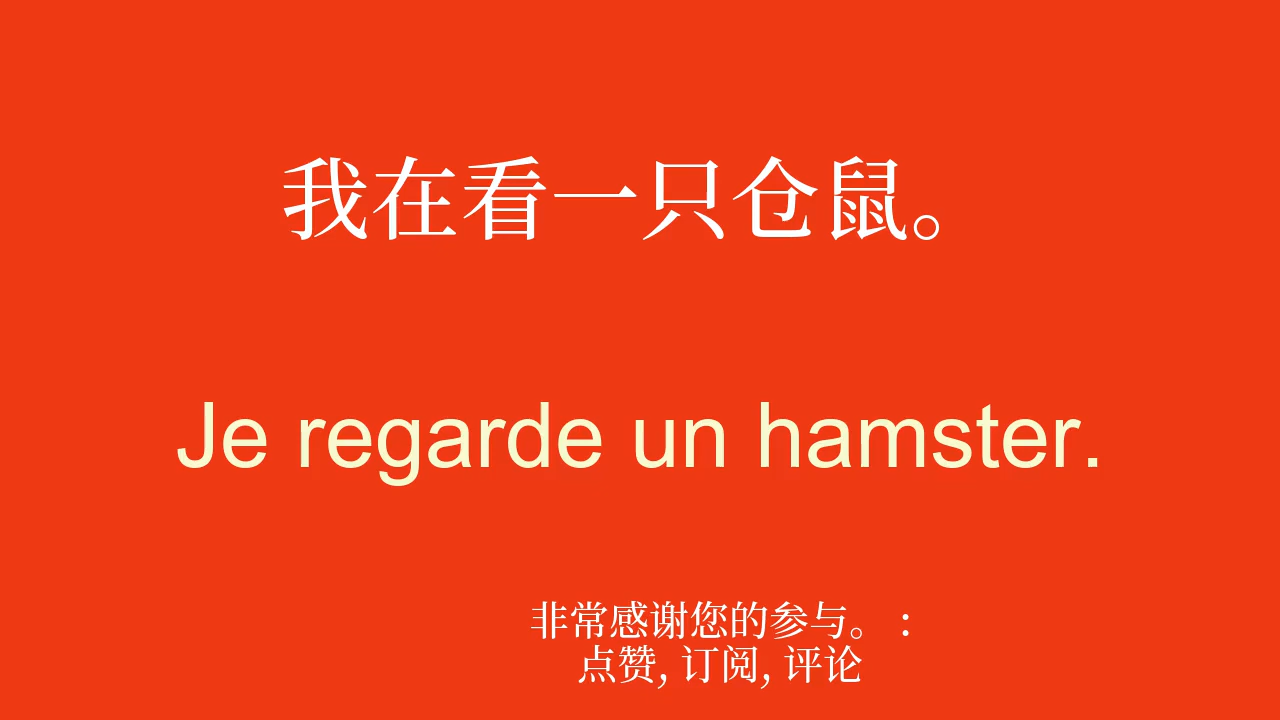 我在看一只仓鼠。
Je regarde un hamster.
非常感谢您的参与。 :
点赞, 订阅, 评论